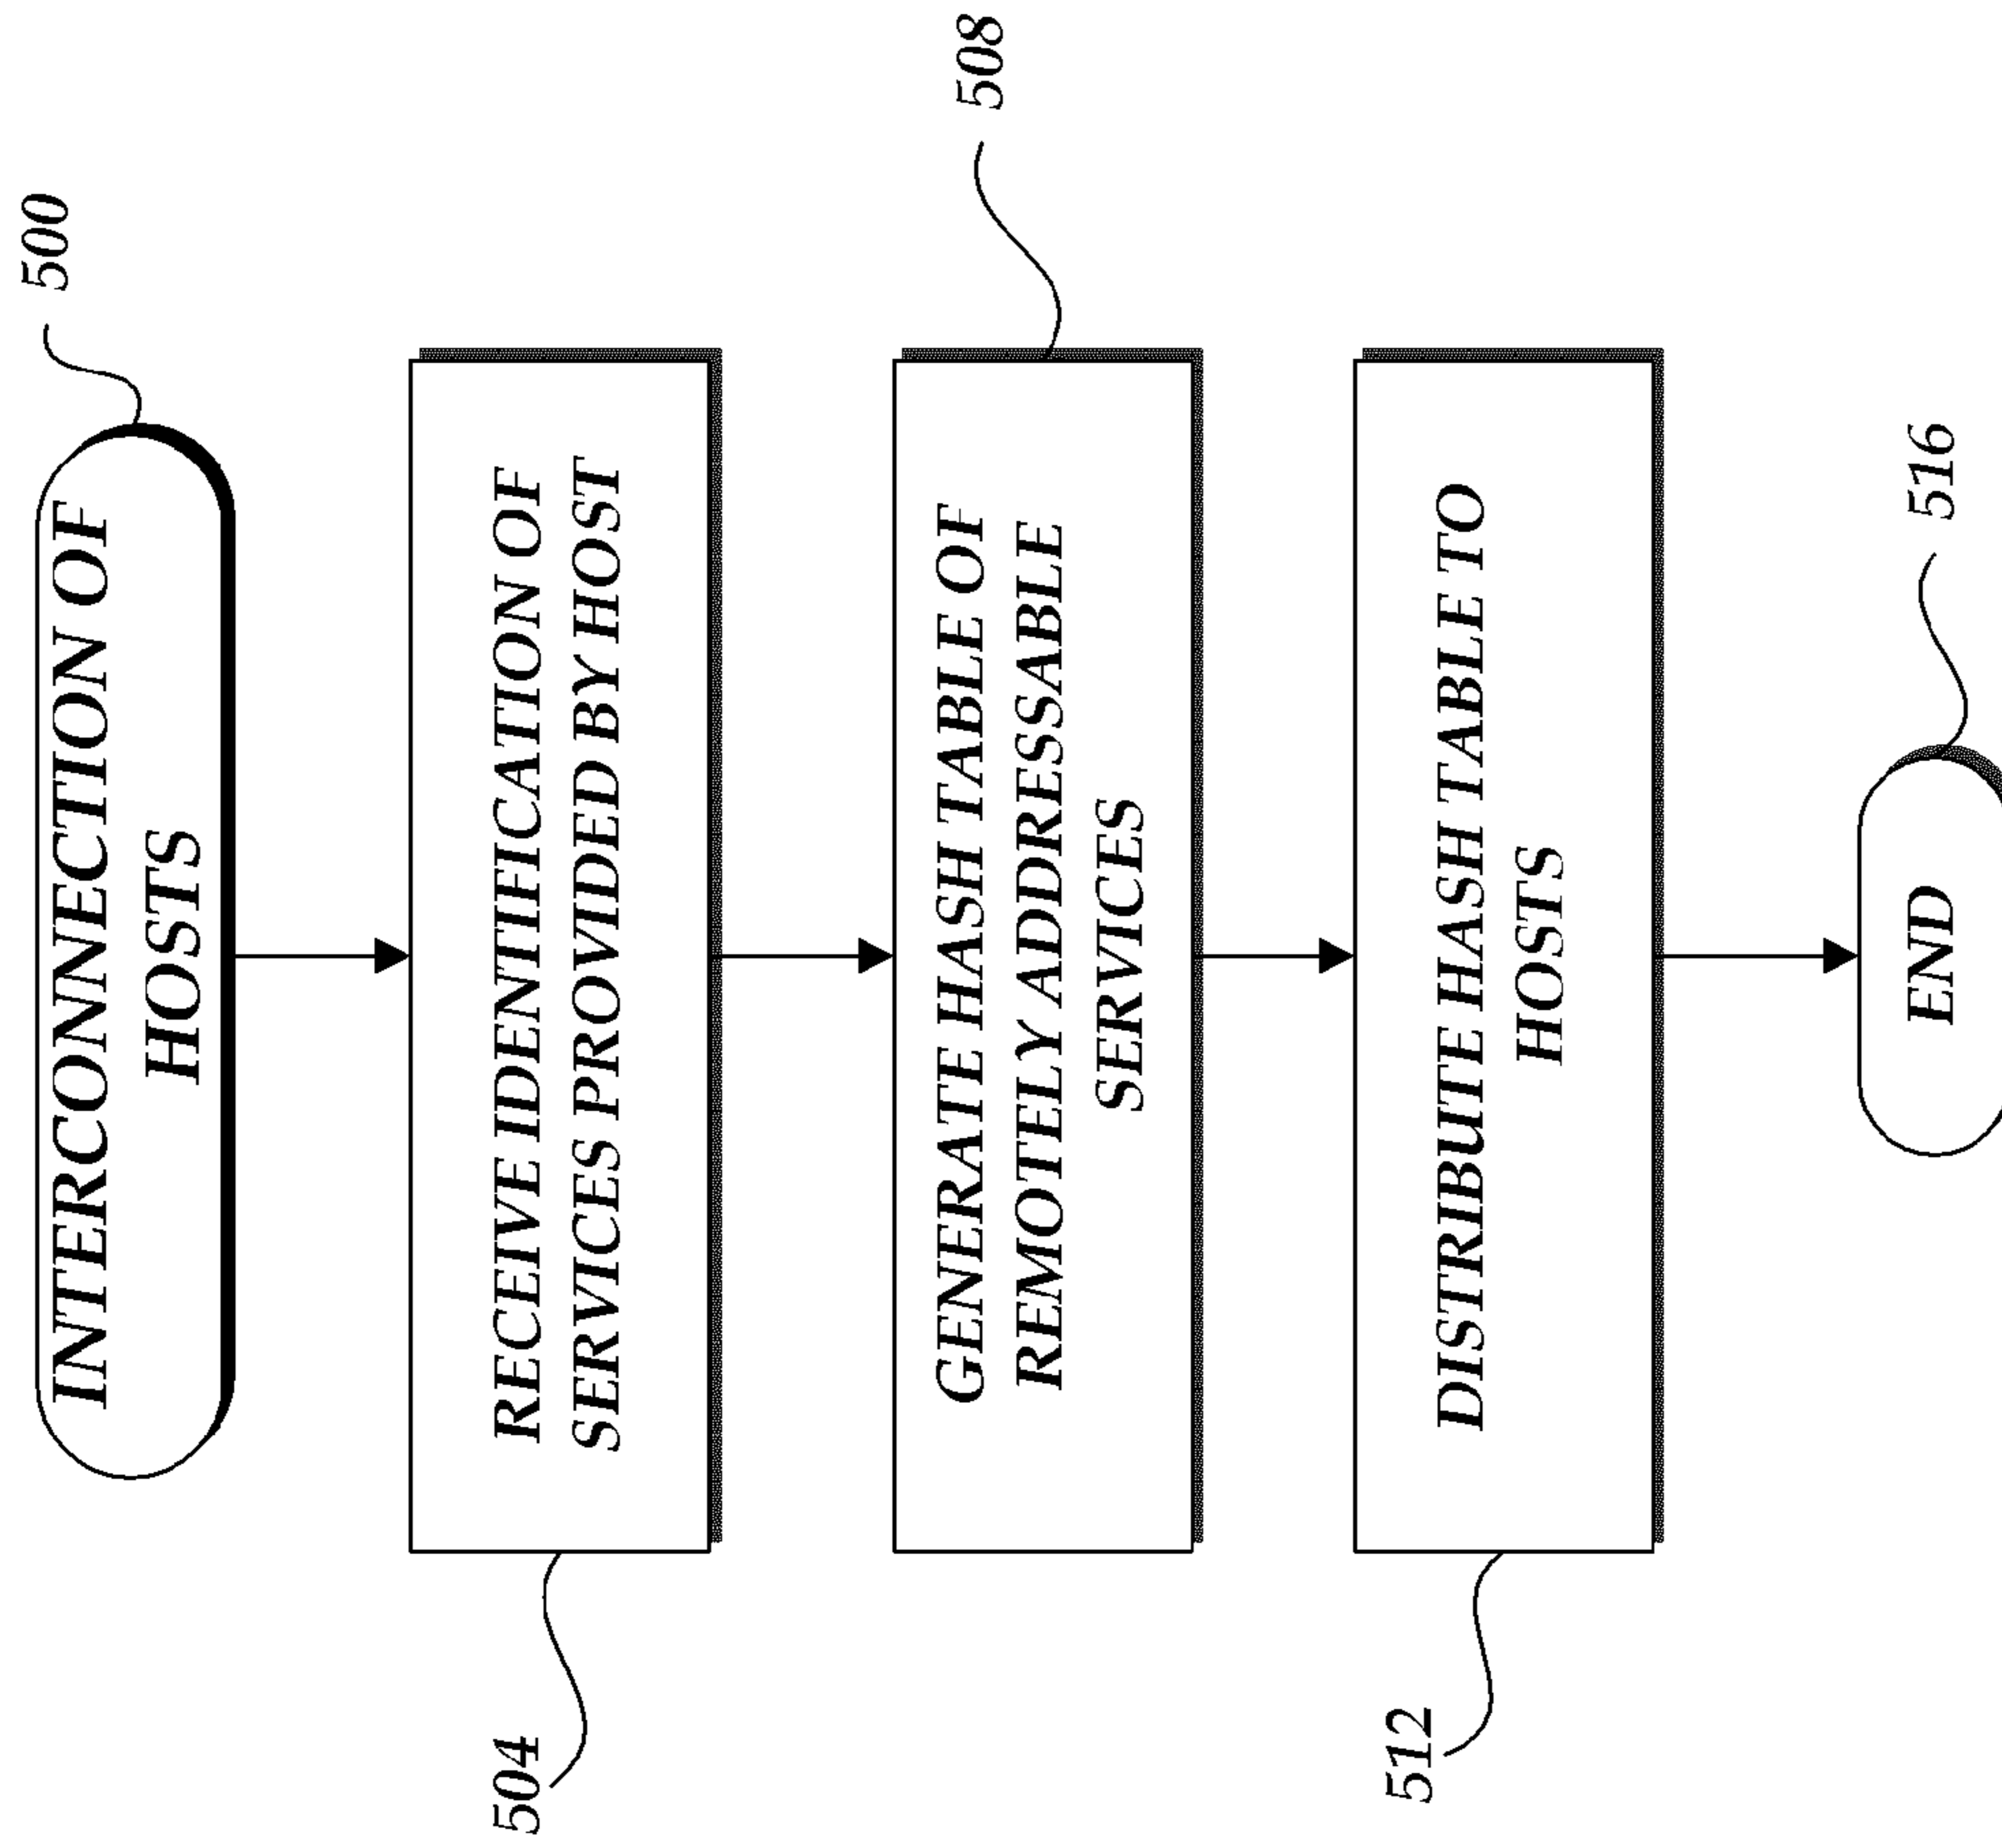 500
INTERCONNECTION OF
HOSTS
504
RECEIVE IDENTIFICATION OF
SERVICES PROVIDED BY HOST
508
GENERATE HASH TABLE OF
REMOTELY ADDRESSABLE
SERVICES
512
DISTRIBUTE HASH TABLE TO
HOSTS
516
END